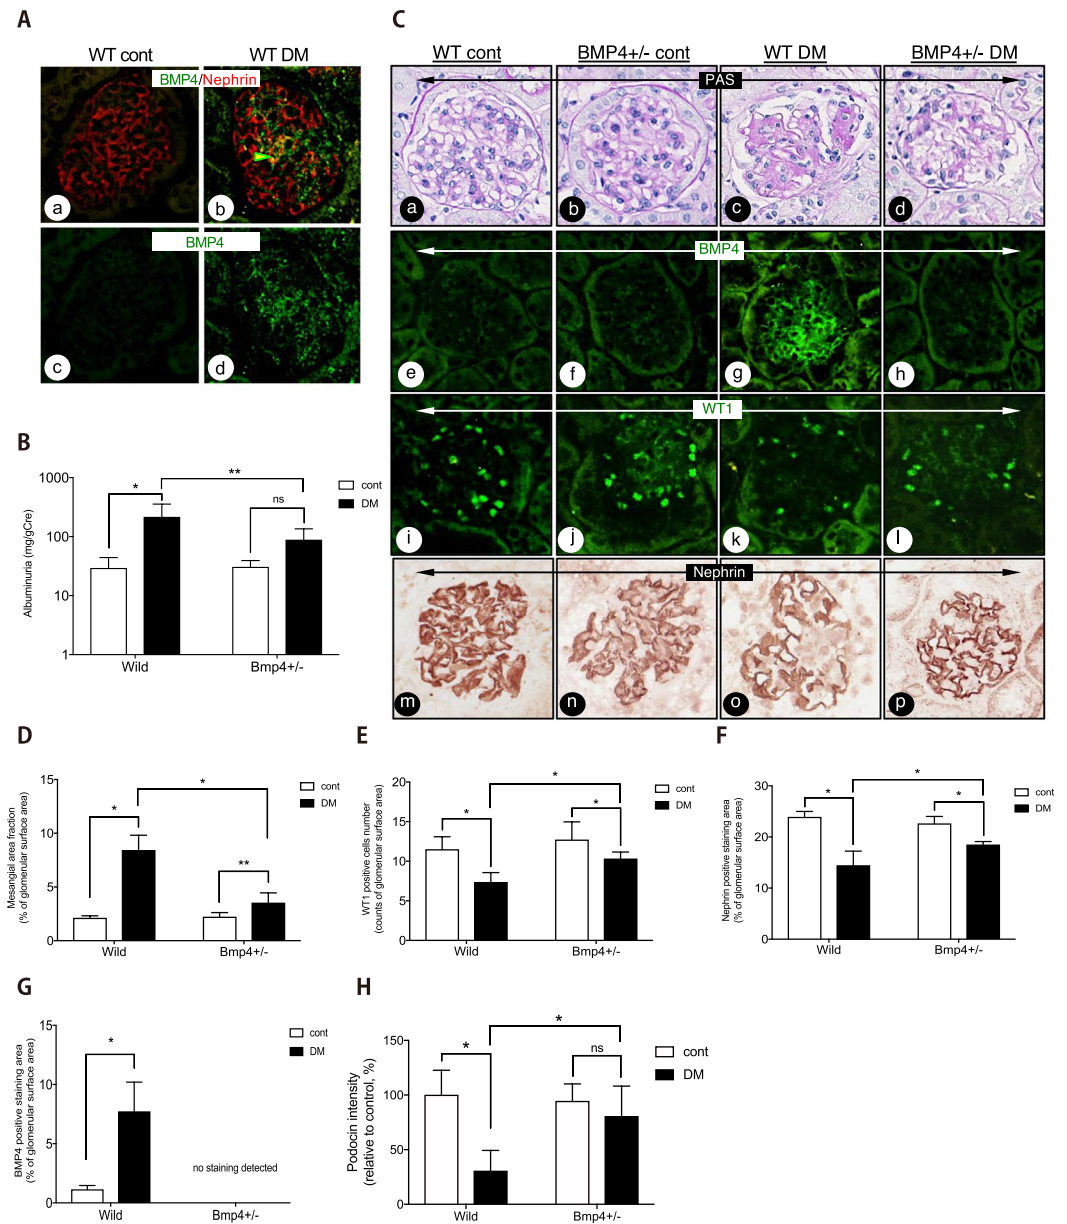 A
WT cont
WT DM
BMP4/Nephrin
a
b
BMP4
c
d
B
Albuminuria (mg/gCre)
1000
100
10
1
*
**
ns
cont
DM
Wild
Bmp4+/-
C
WT cont
BMP4+/- cont
WT DM
BMP4+/- DM
PAS
a
b
c
d
BMP4
e
f
g
h
WT1
i
j
k
l
Nephrin
m
n
o
p
D
Mesangial area fraction
(% of glomerular surface area)
15
10
5
0
*
*
**
cont
DM
Wild
Bmp4+/-
E
WT1 positive cells number
(counts of glomerular surface area)
20
15
10
5
0
*
*
*
cont
DM
Wild
Bmp4+/-
F
Nephrin positive staining area
(% of glomerular surface area)
30
20
10
0
*
*
*
cont
DM
Wild
Bmp4+/-
G
BMP4 positive staining area
(% of glomerular surface area)
15
10
5
0
*
no staining detected
cont
DM
Wild
Bmp4+/-
H
Podocin intensity
(relative to control, %)
150
100
50
0
*
*
ns
cont
DM
Wild
Bmp4+/-